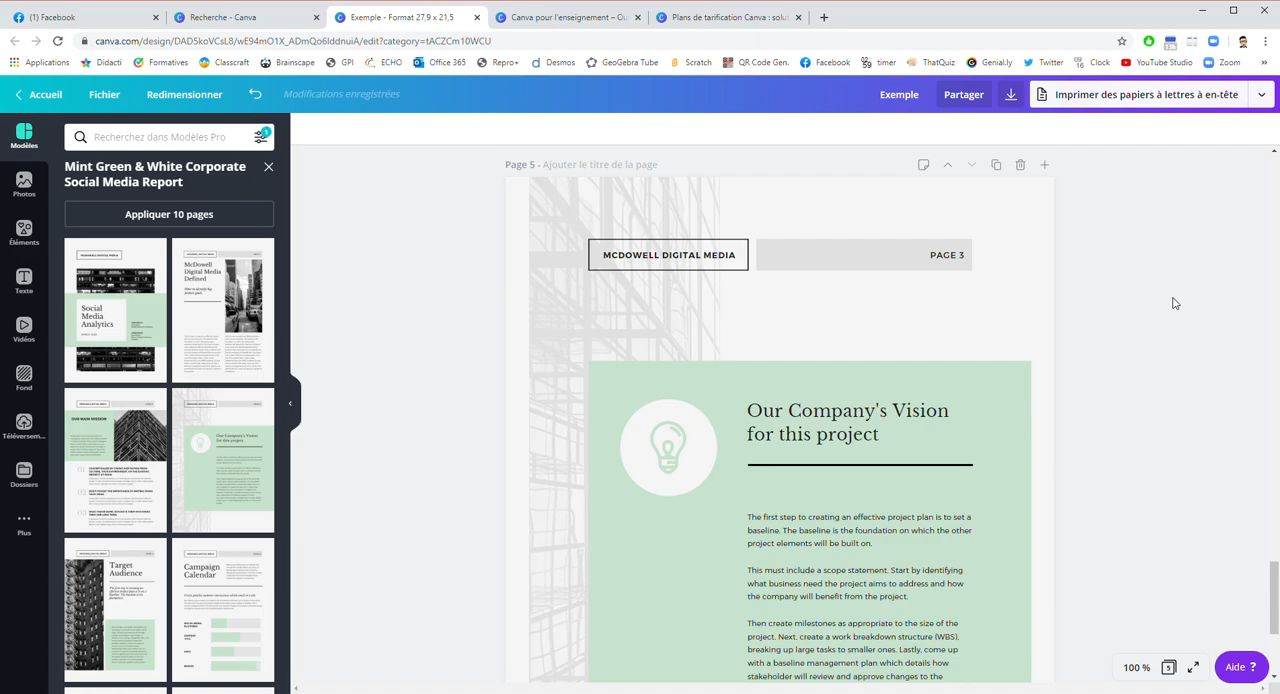 (1) Facebook
Recherche - Canva
Exemple - Format 27,9 x 21,5
Canva pour l'enseignement – Ou
Plans de tarification Canva : solu
canva.com/design/DAD5koVCsL8/wE94mO1X_ADmQo6lddnuiA/edit?category=tACZCm10WCU
Applications
Didacti
Formatives
Classcraft
Brainscape
GPI
ECHO
Office 365
Repro+
Desmos
GeoGebra Tube
Scratch
QR Code Gen.
Facebook
59 timer
ThatQuiz
Genial.ly
Twitter
Clock
YouTube Studio
Zoom
Accueil
Fichier
Redimensionner
Modifications enregistrées
Exemple
Partager
Imprimer des papiers à lettres à en-tête
Modèles
Photos
Éléments
Texte
Vidéos
Fond
Téléversem...
Dossiers
Plus
Recherchez dans Modèles Pro
1
Mint Green & White Corporate
Social Media Report
Appliquer 10 pages
Social
Media
Analytics
McDowell
Digital Media
Defined
OUR MAIN MISSION
Our Company's Vision
for this project
Target
Audience
Campaign
Calendar
Page 5 - Ajouter le titre de la page
MCDOWELL DIGITAL MEDIA
PAGE 3
Our Company's Vision
for this project
The first step to creating an effective project plan is to set a
baseline. The baseline is the foundation on which the other
project elements will be built on.
This must include a scope statement. Start by identifying
what business need the project aims to address and how
the company will benefit from the project.
Then create milestones as appropriate to the size of the
project. Next, create a work breakdown structure (WBS),
breaking up large tasks to smaller ones. Lastly, come up
with a baseline management plan which details how
stakeholder will review and approve changes to the
100 %
5
Aide ?